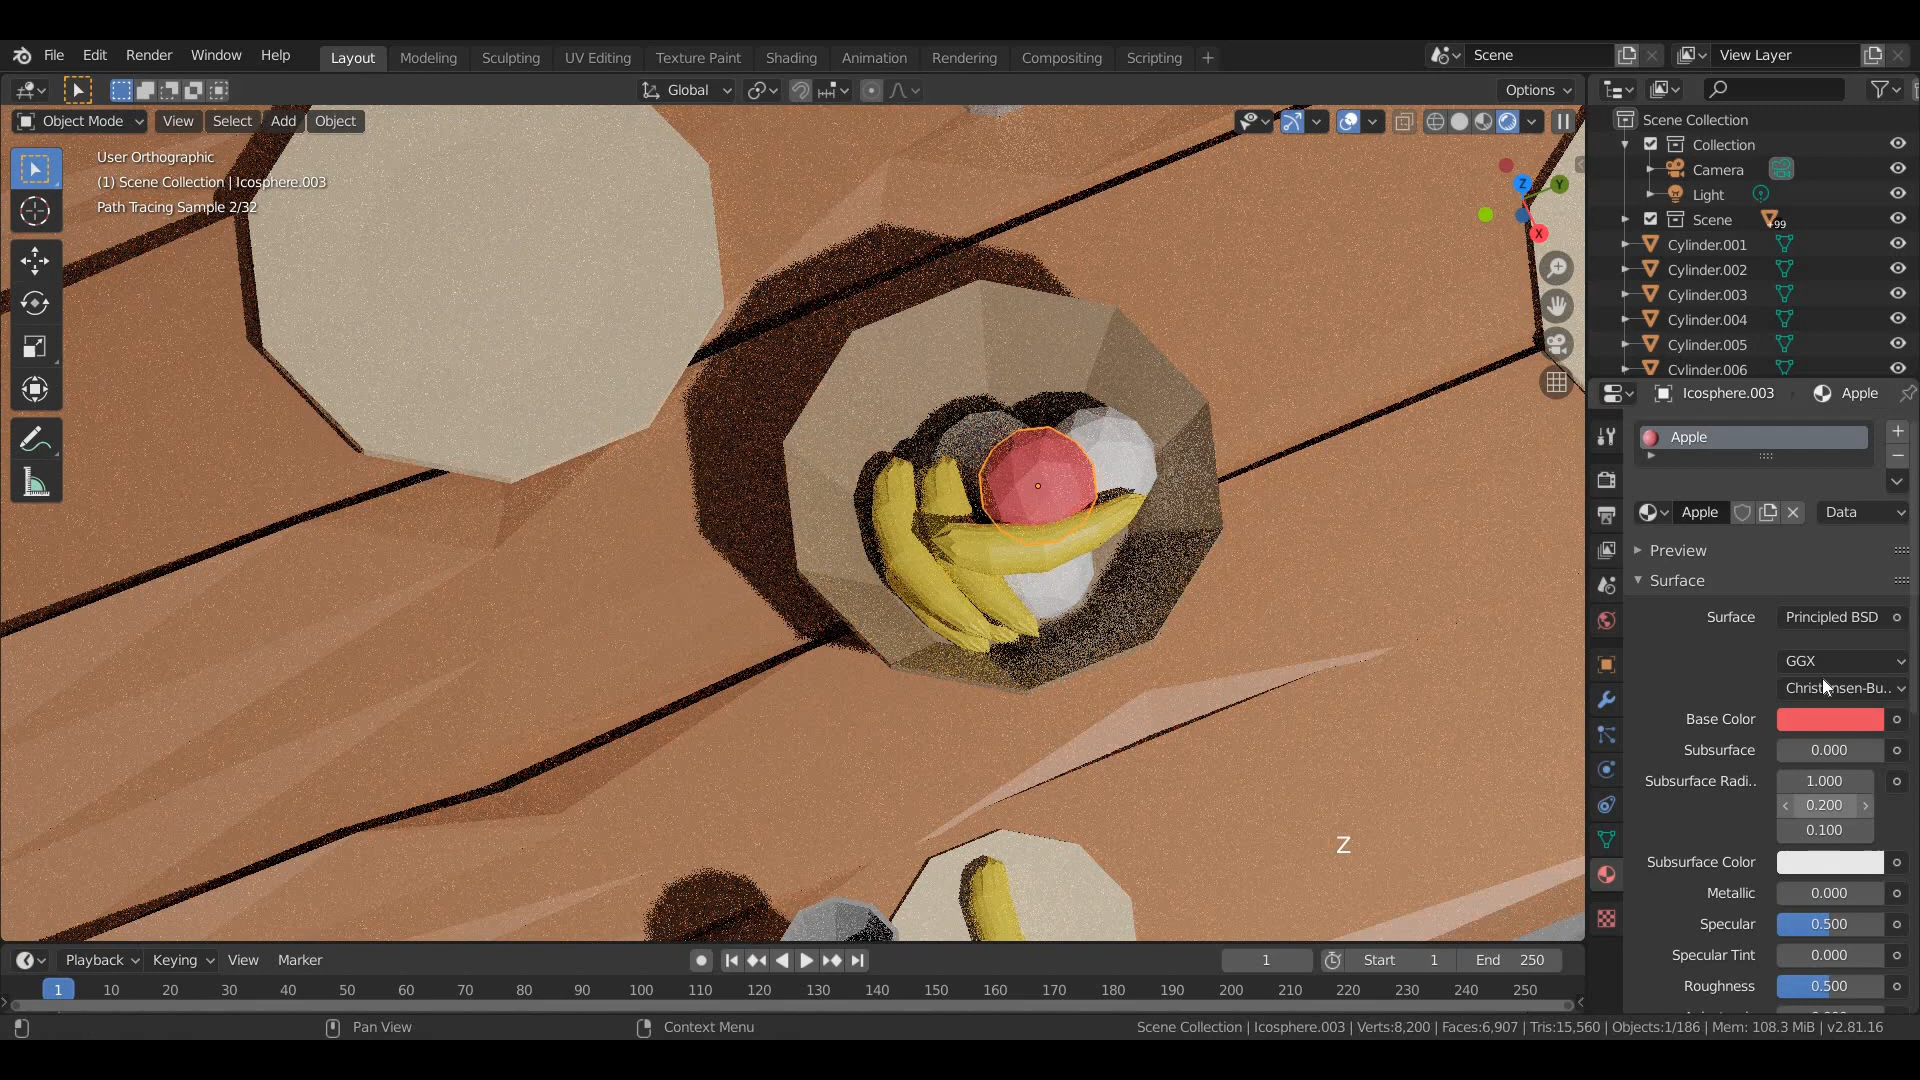 File Edit Render Window Help
Layout Modeling Sculpting UV Editing Texture Paint Shading Animation Rendering Compositing Scripting +
Scene
View Layer
Global
Options
Object Mode View Select Add Object
User Orthographic
(1) Scene Collection | Icosphere.003
Path Tracing Sample 2/32
Z
Y
X
Z
Scene Collection
Collection
Camera
Light
Scene
+99
Cylinder.001
Cylinder.002
Cylinder.003
Cylinder.004
Cylinder.005
Cylinder.006
Icosphere.003 Apple
Apple
Apple Data
Preview
Surface
Surface Principled BSD
GGX
Base Color
Subsurface 0.000
Subsurface Radi.. 1.000
0.200
0.100
Subsurface Color
Metallic 0.000
Specular 0.500
Specular Tint 0.000
Roughness 0.500
Playback Keying View Marker
1 Start 1 End 250
1 10 20 30 40 50 60 70 80 90 100 110 120 130 140 150 160 170 180 190 200 210 220 230 240 250
Pan View
Context Menu
Scene Collection | Icosphere.003 | Verts:8,200 | Faces:6,907 | Tris:15,560 | Objects:1/186 | Mem: 108.3 MiB | v2.81.16